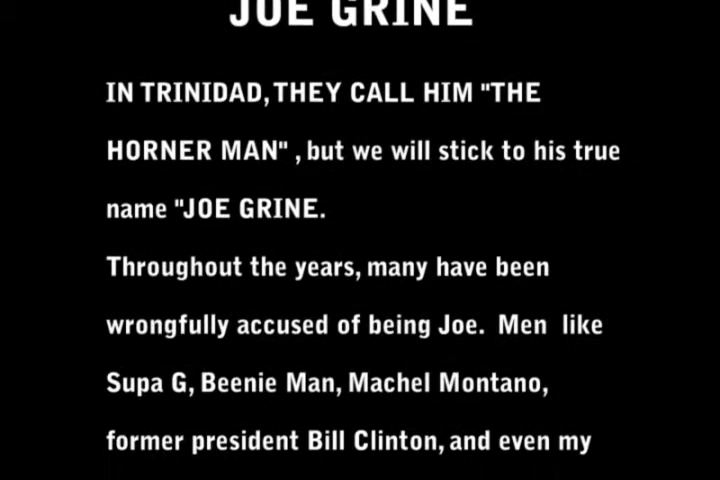 JOE GRINE
IN TRINIDAD, THEY CALL HIM "THE
HORNER MAN" , but we will stick to his true
name "JOE GRINE.
Throughout the years, many have been
wrongfully accused of being Joe.  Men  like
Supa G, Beenie Man, Machel Montano,
former president Bill Clinton, and even my